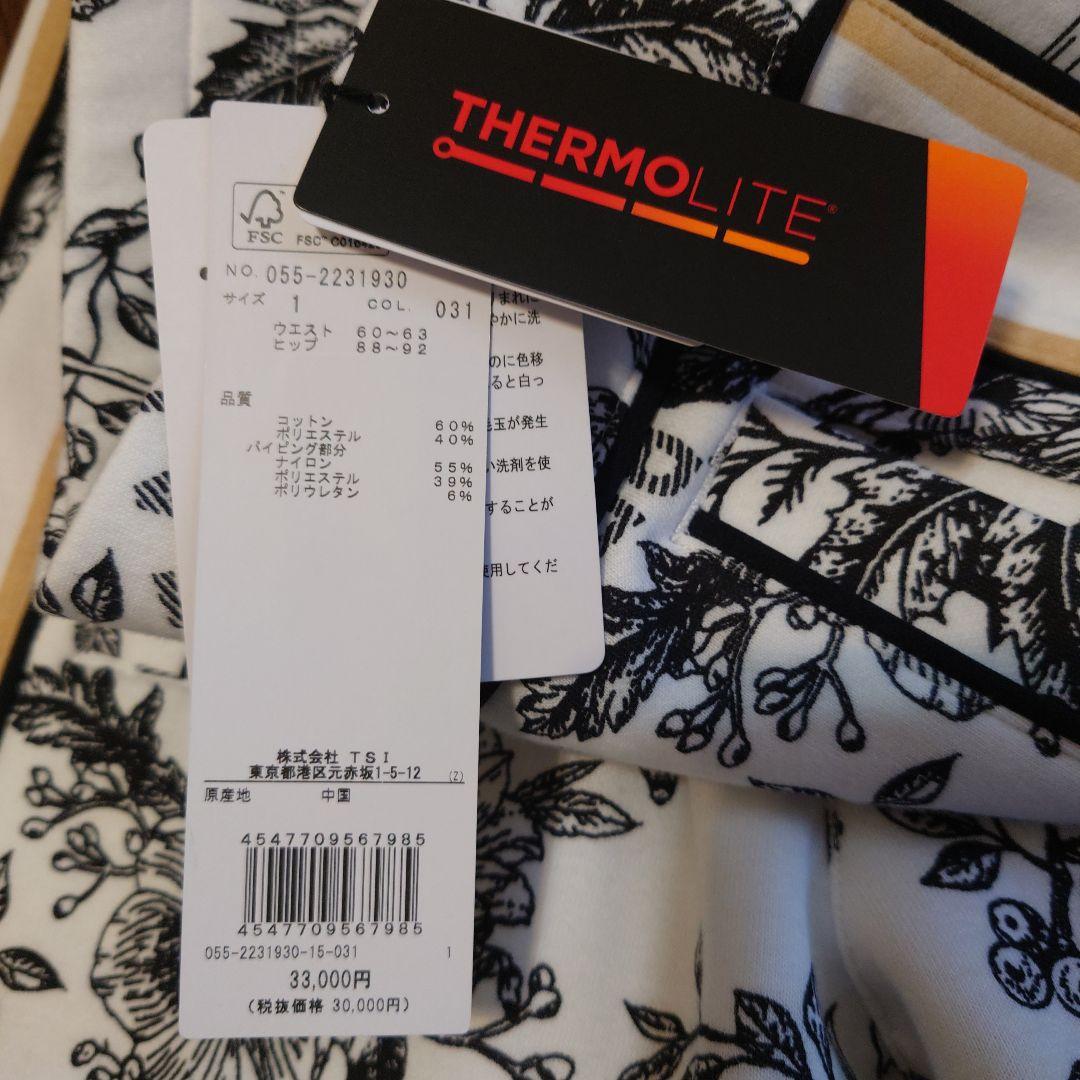 THERMOLITE®
FSC
FSC™ C0164
NO. 055-2231930
サイズ 1 COL. 031
ウエスト 60～63
ヒップ 88～92
品質
コットン 60%
ポリエステル 40%
パイピング部分
ナイロン 55%
ポリエステル 39%
ポリウレタン 6%
株式会社 TSI
東京都港区元赤坂1-5-12 (Z)
原産地 中国
4547709567985
4547709567985
055-2231930-15-031 1
33,000円
(税抜価格 30,000円)
まれに
やかに洗
のに色移
ると白っ
毛玉が発生
い洗剤を使
することが
使用してくだ